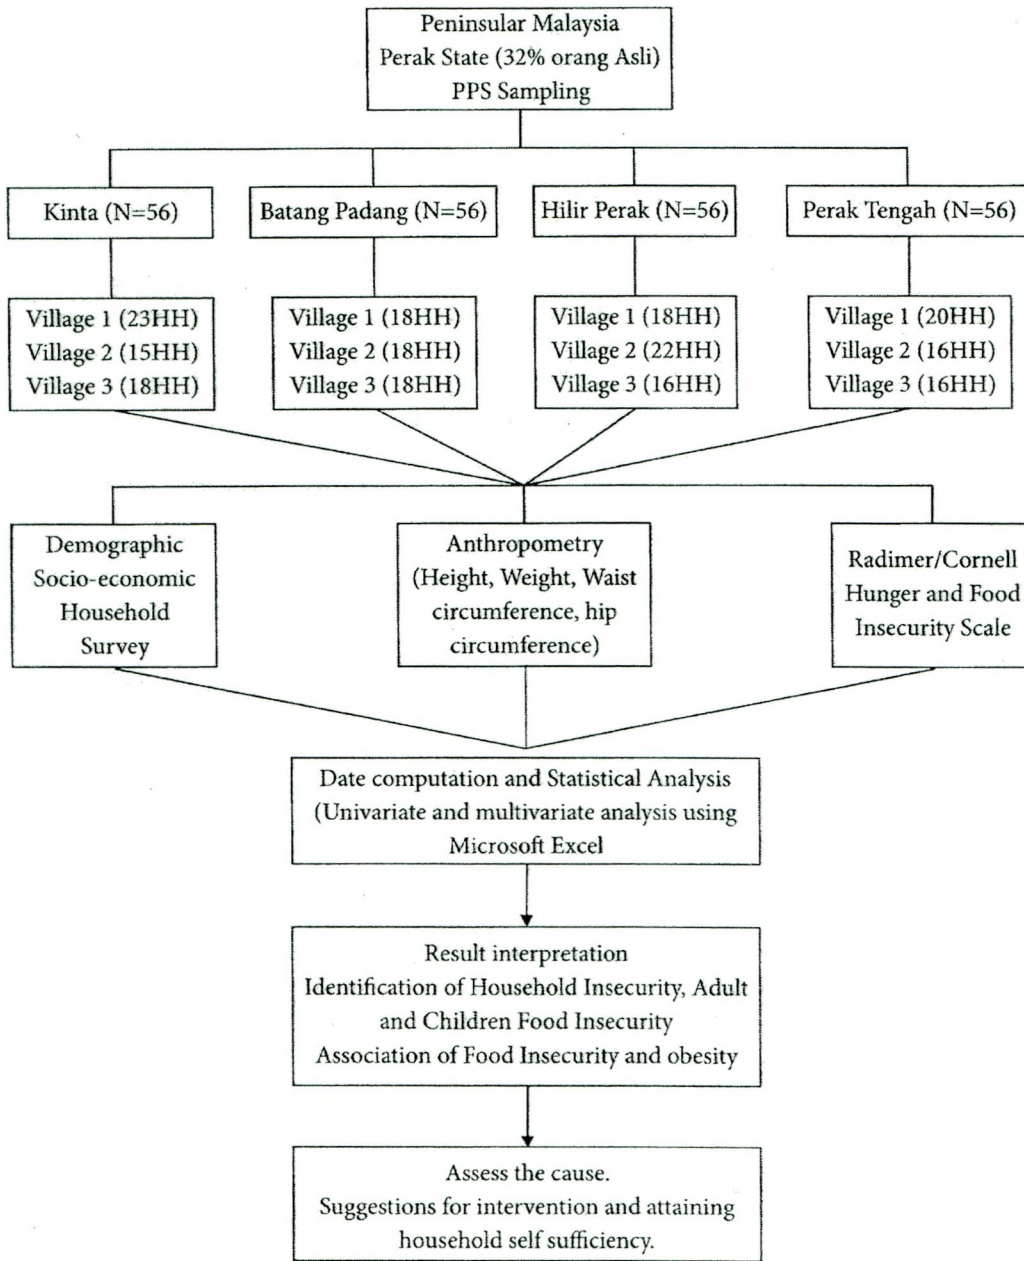 Peninsular Malaysia
Perak State (32% orang Asli)
PPS Sampling
Kinta (N=56)
Batang Padang (N=56)
Hilir Perak (N=56)
Perak Tengah (N=56)
Village 1 (23HH)
Village 2 (15HH)
Village 3 (18HH)
Village 1 (18HH)
Village 2 (18HH)
Village 3 (18HH)
Village 1 (18HH)
Village 2 (22HH)
Village 3 (16HH)
Village 1 (20HH)
Village 2 (16HH)
Village 3 (16HH)
Demographic
Socio-economic
Household
Survey
Anthropometry
(Height, Weight, Waist
circumference, hip
circumference)
Radimer/Cornell
Hunger and Food
Insecurity Scale
Date computation and Statistical Analysis
(Univariate and multivariate analysis using
Microsoft Excel
Result interpretation
Identification of Household Insecurity, Adult
and Children Food Insecurity
Association of Food Insecurity and obesity
Assess the cause.
Suggestions for intervention and attaining
household self sufficiency.